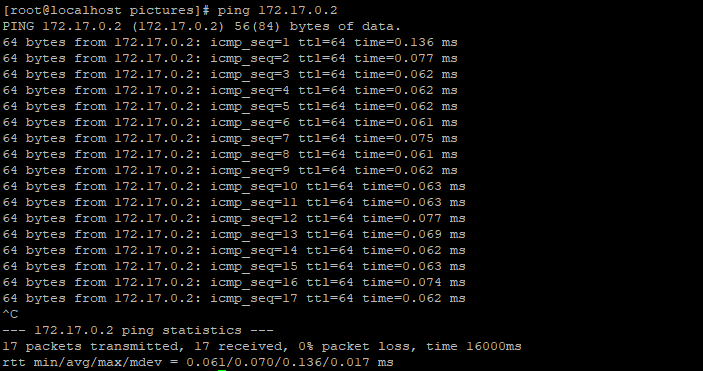 [root@localhost pictures]# ping 172.17.0.2
PING 172.17.0.2 (172.17.0.2) 56(84) bytes of data.
64 bytes from 172.17.0.2: icmp_seq=1 ttl=64 time=0.136 ms
64 bytes from 172.17.0.2: icmp_seq=2 ttl=64 time=0.077 ms
64 bytes from 172.17.0.2: icmp_seq=3 ttl=64 time=0.062 ms
64 bytes from 172.17.0.2: icmp_seq=4 ttl=64 time=0.062 ms
64 bytes from 172.17.0.2: icmp_seq=5 ttl=64 time=0.062 ms
64 bytes from 172.17.0.2: icmp_seq=6 ttl=64 time=0.061 ms
64 bytes from 172.17.0.2: icmp_seq=7 ttl=64 time=0.075 ms
64 bytes from 172.17.0.2: icmp_seq=8 ttl=64 time=0.061 ms
64 bytes from 172.17.0.2: icmp_seq=9 ttl=64 time=0.062 ms
64 bytes from 172.17.0.2: icmp_seq=10 ttl=64 time=0.063 ms
64 bytes from 172.17.0.2: icmp_seq=11 ttl=64 time=0.063 ms
64 bytes from 172.17.0.2: icmp_seq=12 ttl=64 time=0.077 ms
64 bytes from 172.17.0.2: icmp_seq=13 ttl=64 time=0.069 ms
64 bytes from 172.17.0.2: icmp_seq=14 ttl=64 time=0.062 ms
64 bytes from 172.17.0.2: icmp_seq=15 ttl=64 time=0.063 ms
64 bytes from 172.17.0.2: icmp_seq=16 ttl=64 time=0.074 ms
64 bytes from 172.17.0.2: icmp_seq=17 ttl=64 time=0.062 ms
^C
--- 172.17.0.2 ping statistics ---
17 packets transmitted, 17 received, 0% packet loss, time 16000ms
rtt min/avg/max/mdev = 0.061/0.070/0.136/0.017 ms